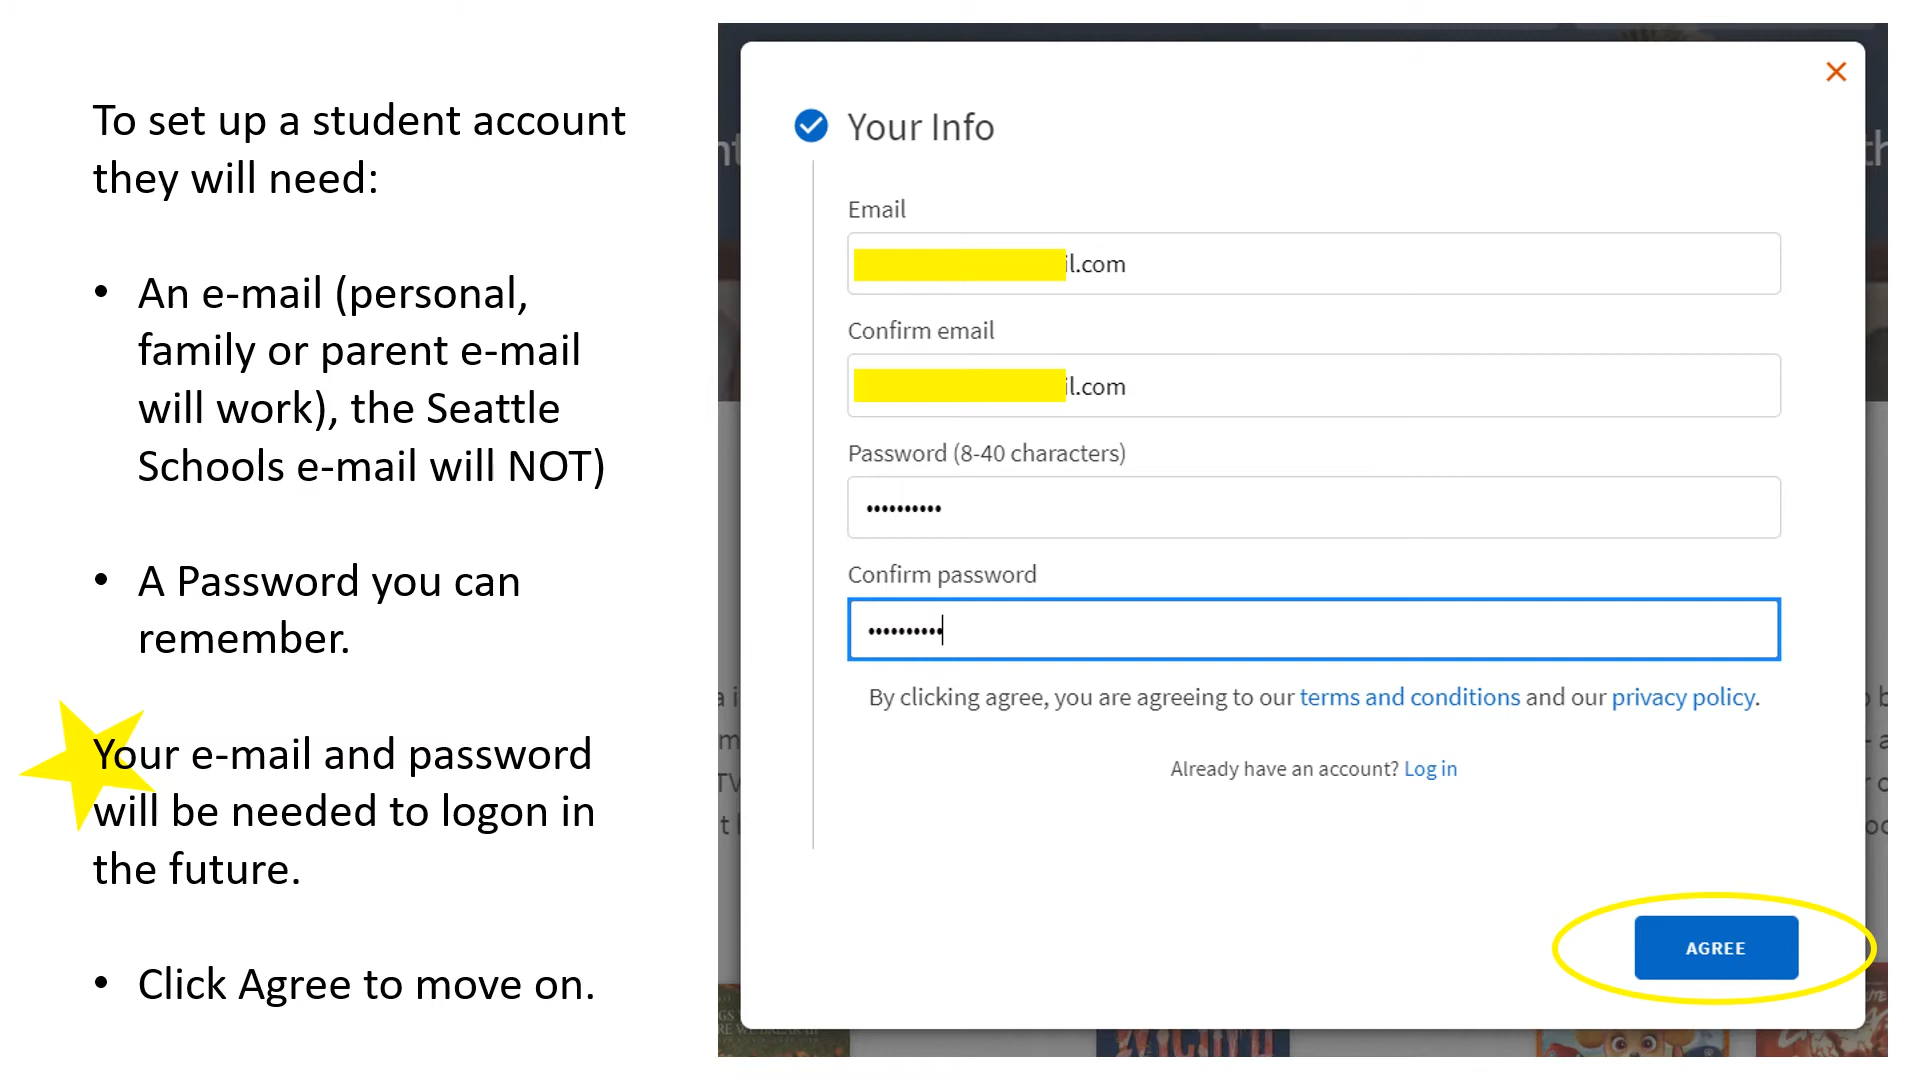 To set up a student account
they will need:
• An e-mail (personal,
family or parent e-mail
will work), the Seattle
Schools e-mail will NOT)
• A Password you can
remember.
Your e-mail and password
will be needed to logon in
the future.
• Click Agree to move on.
Your Info
Email
il.com
Confirm email
il.com
Password (8-40 characters)
••••••••••
Confirm password
••••••••••
By clicking agree, you are agreeing to our terms and conditions and our privacy policy.
Already have an account? Log in
AGREE